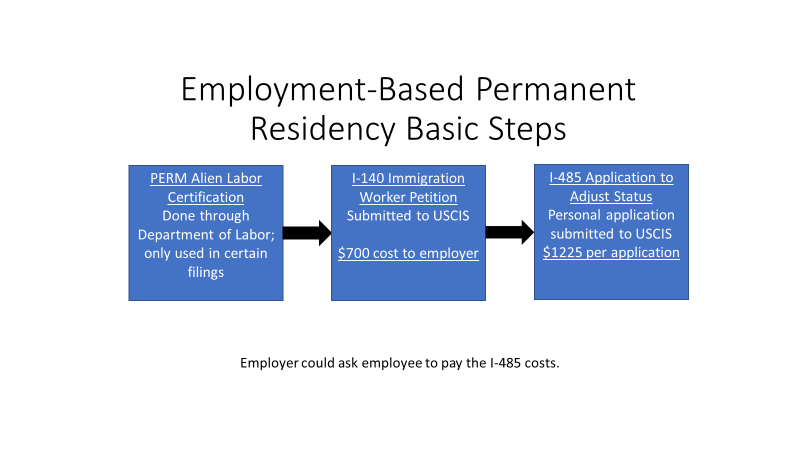 Employment-Based Permanent
Residency Basic Steps
PERM Alien Labor
Certification
Done through
Department of Labor;
only used in certain
filings
I-140 Immigration
Worker Petition
Submitted to USCIS
$700 cost to employer
I-485 Application to
Adjust Status
Personal application
submitted to USCIS
$1225 per application
Employer could ask employee to pay the I-485 costs.